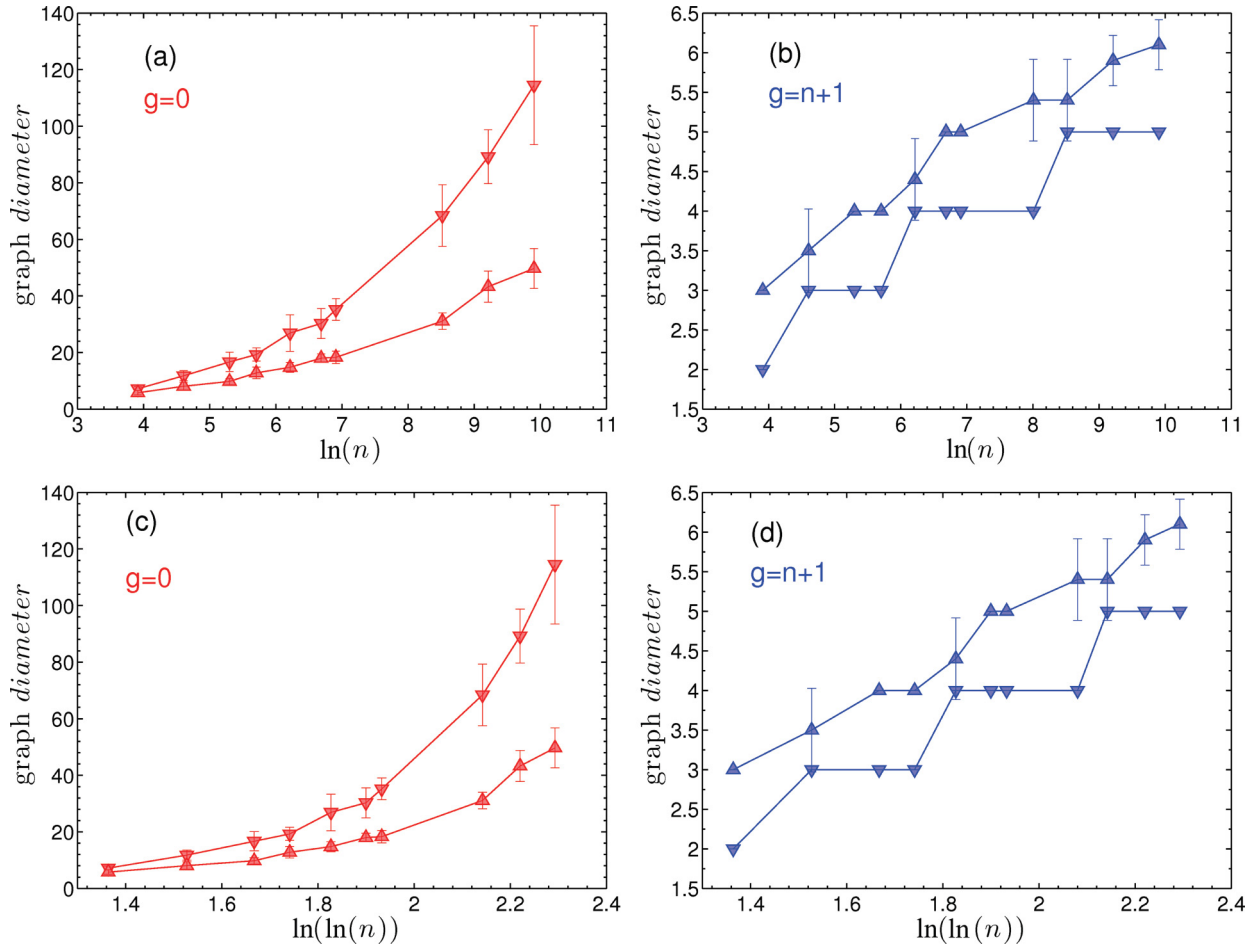 (a)
g=0
graph diameter
140
120
100
80
60
40
20
0
3 4 5 6 7 8 9 10 11
ln(n)
(b)
g=n+1
graph diameter
6.5
6
5.5
5
4.5
4
3.5
3
2.5
2
1.5
3 4 5 6 7 8 9 10 11
ln(n)
(c)
g=0
graph diameter
140
120
100
80
60
40
20
0
1.4 1.6 1.8 2.0 2.2 2.4
ln(ln(n))
(d)
g=n+1
graph diameter
6.5
6
5.5
5
4.5
4
3.5
3
2.5
2
1.5
1.4 1.6 1.8 2.0 2.2 2.4
ln(ln(n))